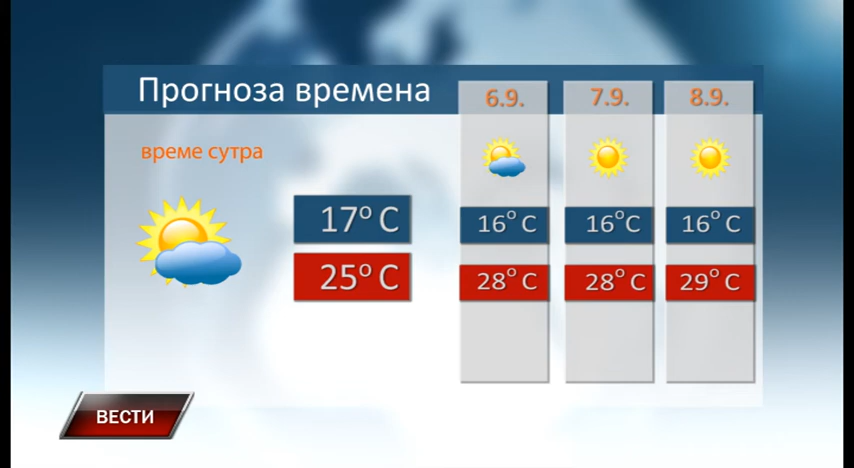 Прогноза времена
време сутра
17° C
25° C
6.9.
7.9.
8.9.
16° C
16°C
16° C
28° C
28° C
29° C
ВЕСТИ